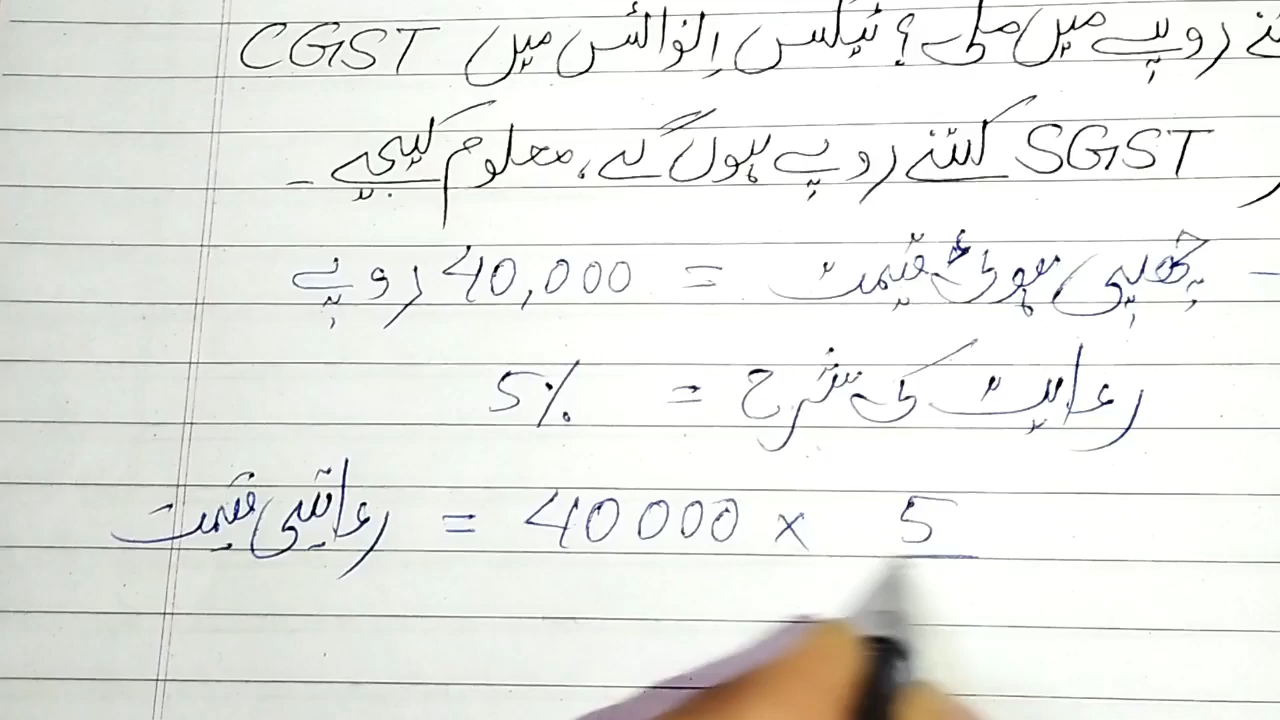 روپے میں ملی؟ ٹیکس اِنوائس میں CGST
SGST کتنے روپے ہوں گے، معلوم کیجیے۔
- چھپی ہوئی قیمت = 40,000 روپے
رعایت کی شرح = 5%
رعایتی قیمت = 40000 × 5